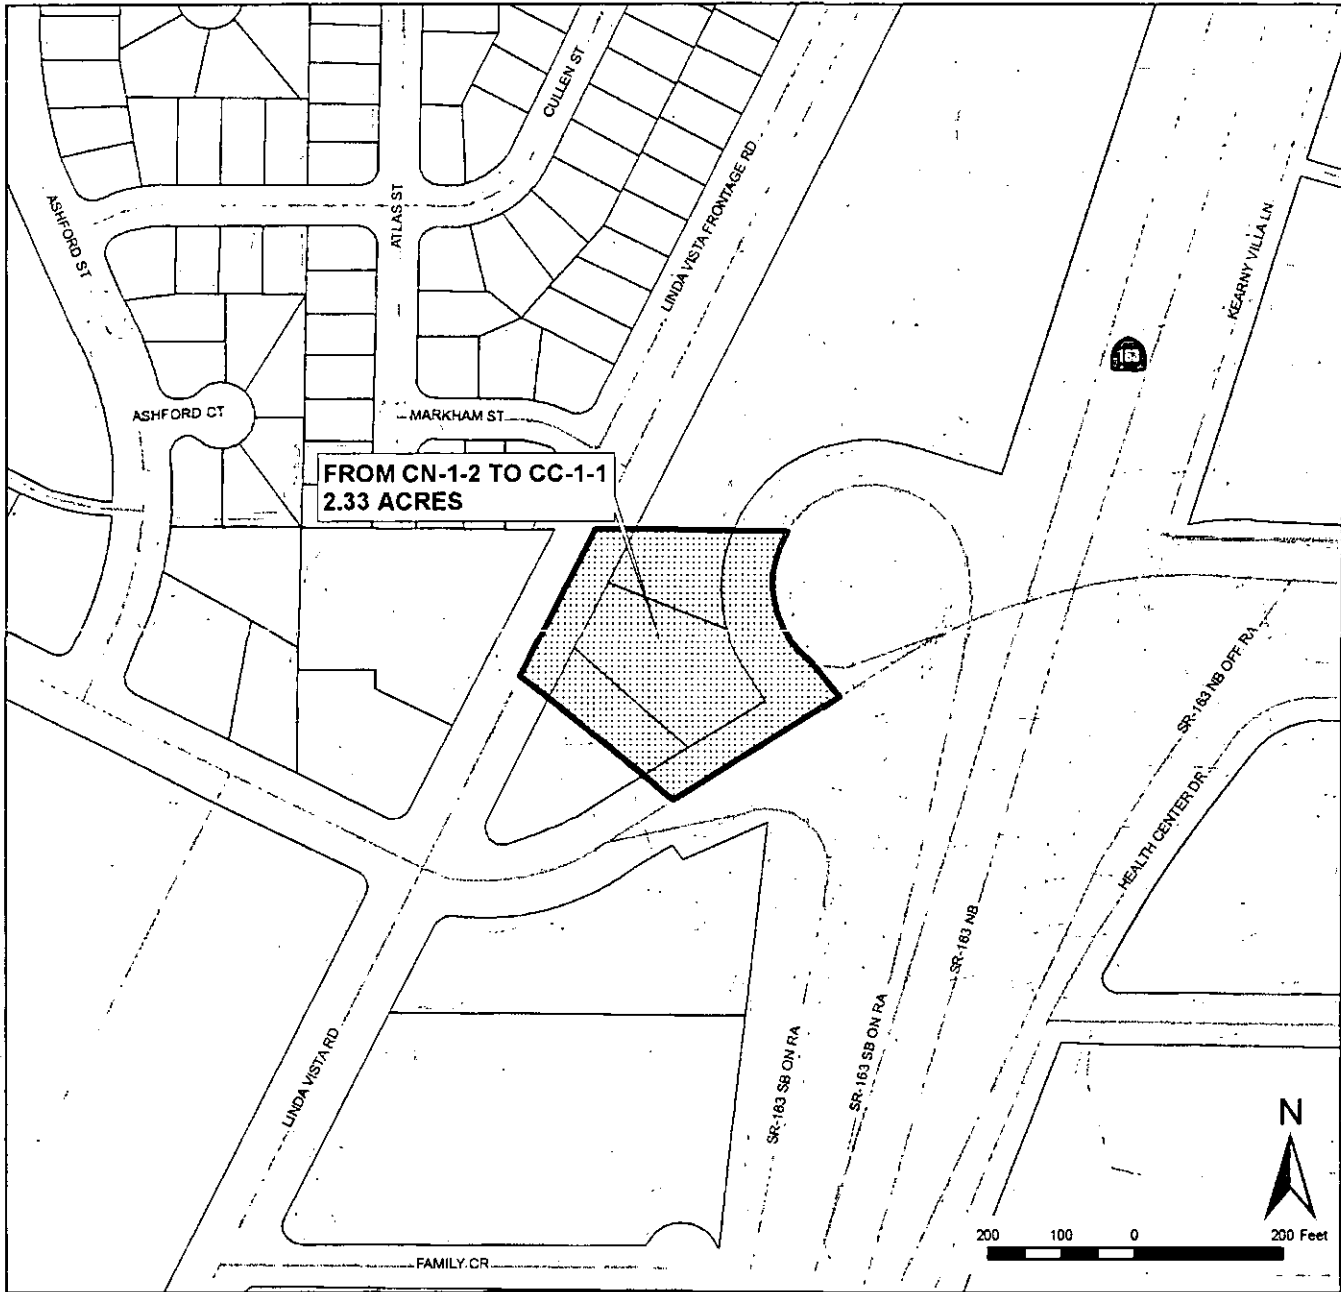 CULLEN ST
ASHFORD ST
ATLAS ST
LINDA VISTA FRONTAGE RD
KEARNY VILLA LN
163
ASHFORD CT
MARKHAM ST
FROM CN-1-2 TO CC-1-1
2.33 ACRES
SR-163 NB OFF RA
HEALTH CENTER DR
SR-163 NB
LINDA VISTA RD
SR-163 SB ON RA
SR-163 SB ON RA
N
200 100 0 200 Feet
FAMILY CR